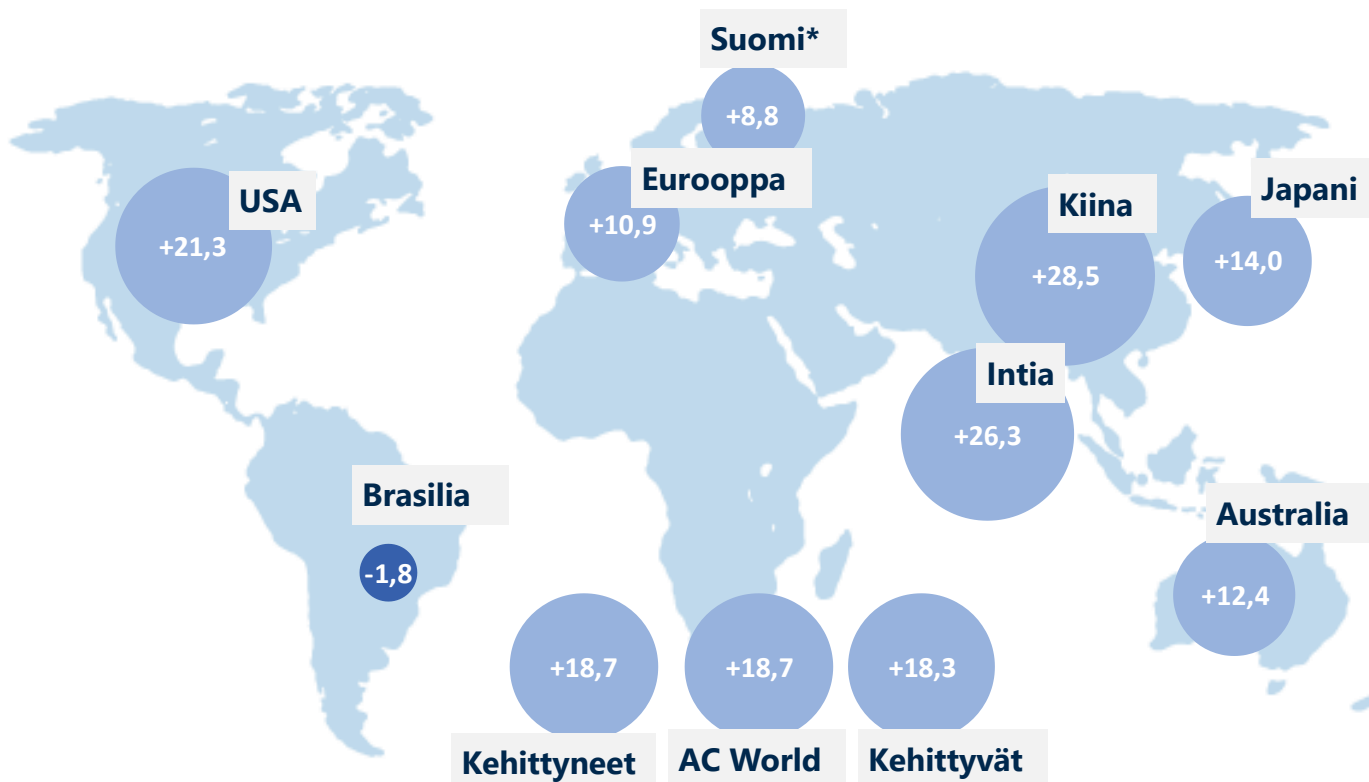 Suomi*
+8,8
USA
+21,3
Eurooppa
+10,9
Kiina
+28,5
Japani
+14,0
Intia
+26,3
Brasilia
-1,8
Australia
+12,4
+18,7
Kehittyneet
+18,7
AC World
+18,3
Kehittyvät